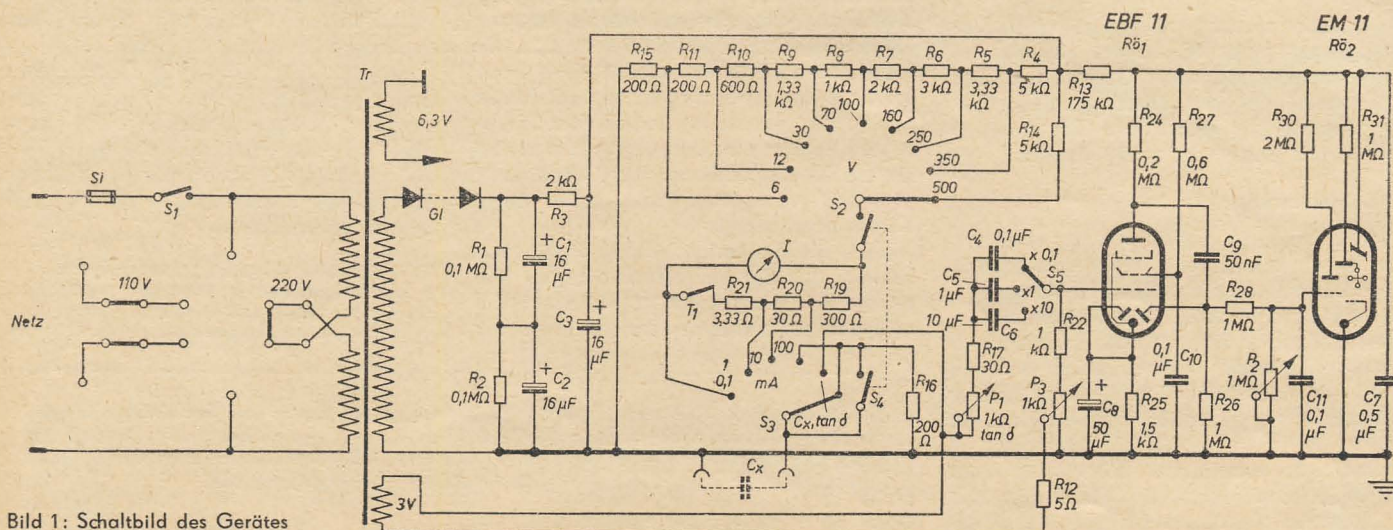 EBF 11
Rö1
EM 11
Rö2
Tr
6,3 V
R15
200 Ω
R11
200 Ω
R10
600 Ω
R9
1,33 kΩ
R8
1 kΩ
R7
2 kΩ
R6
3 kΩ
R5
3,33 kΩ
R4
5 kΩ
R13
175 kΩ
R14
5 kΩ
R24
0,2 MΩ
R27
0,6 MΩ
R30
2 MΩ
R31
1 MΩ
6
12
30
70
100
160
250
350
500
V
Si
S1
Gl
2 kΩ
R3
S2
I
R1
0,1 MΩ
C1
16 µF
C3
16 µF
R2
0,1 MΩ
C2
16 µF
110 V
220 V
Netz
T1
R21
3,33 Ω
R20
30 Ω
R19
300 Ω
1
0,1
10
100
mA
S3
Cx, tan δ
S4
R16
200 Ω
C4
0,1 µF
C5
1 µF
10 µF
C6
x 0,1
x1
x10
S5
R17
30 Ω
P1
1 kΩ
tan δ
R22
1 kΩ
P3
1 kΩ
C8
50 µF
R25
1,5 kΩ
0,1 µF
C10
C9
50 nF
R28
1 MΩ
R26
1 MΩ
P2
1 MΩ
C11
0,1 µF
C7
0,5 µF
Cx
R12
5 Ω
3V
Bild 1: Schaltbild des Gerätes